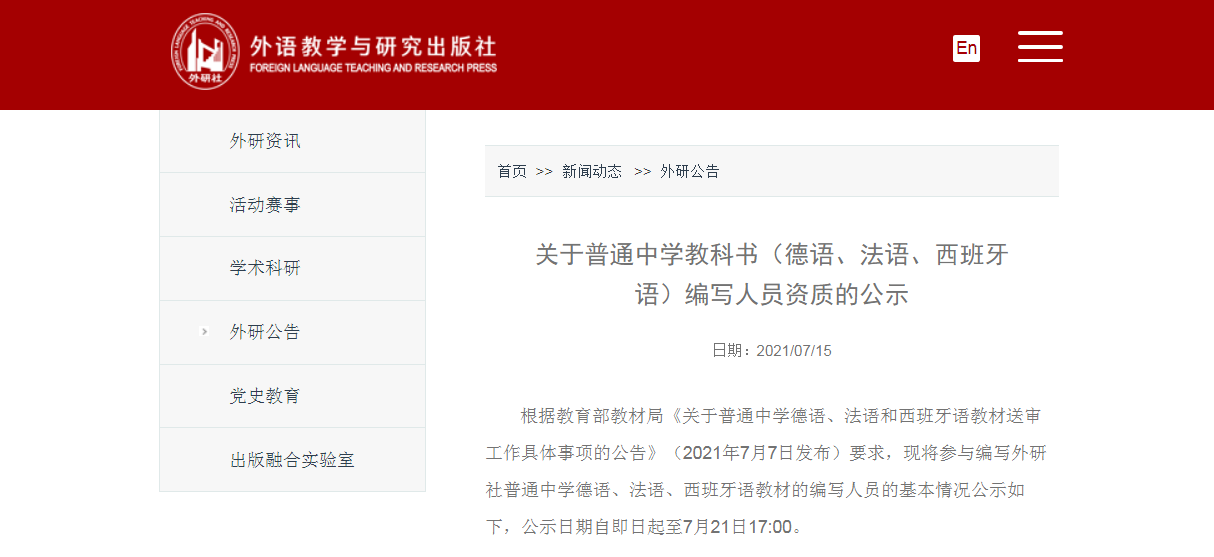 外语教学与研究出版社
FOREIGN LANGUAGE TEACHING AND RESEARCH PRESS
FOREIGN LANGUAGE TEACHING AND RESEARCH PRESS
外研社
En
外研资讯
活动赛事
学术科研
外研公告
党史教育
出版融合实验室
首页 >> 新闻动态 >> 外研公告
关于普通中学教科书（德语、法语、西班牙
语）编写人员资质的公示
日期：2021/07/15
根据教育部教材局《关于普通中学德语、法语和西班牙语教材送审
工作具体事项的公告》（2021年7月7日发布）要求，现将参与编写外研
社普通中学德语、法语、西班牙语教材的编写人员的基本情况公示如
下，公示日期自即日起至7月21日17:00。